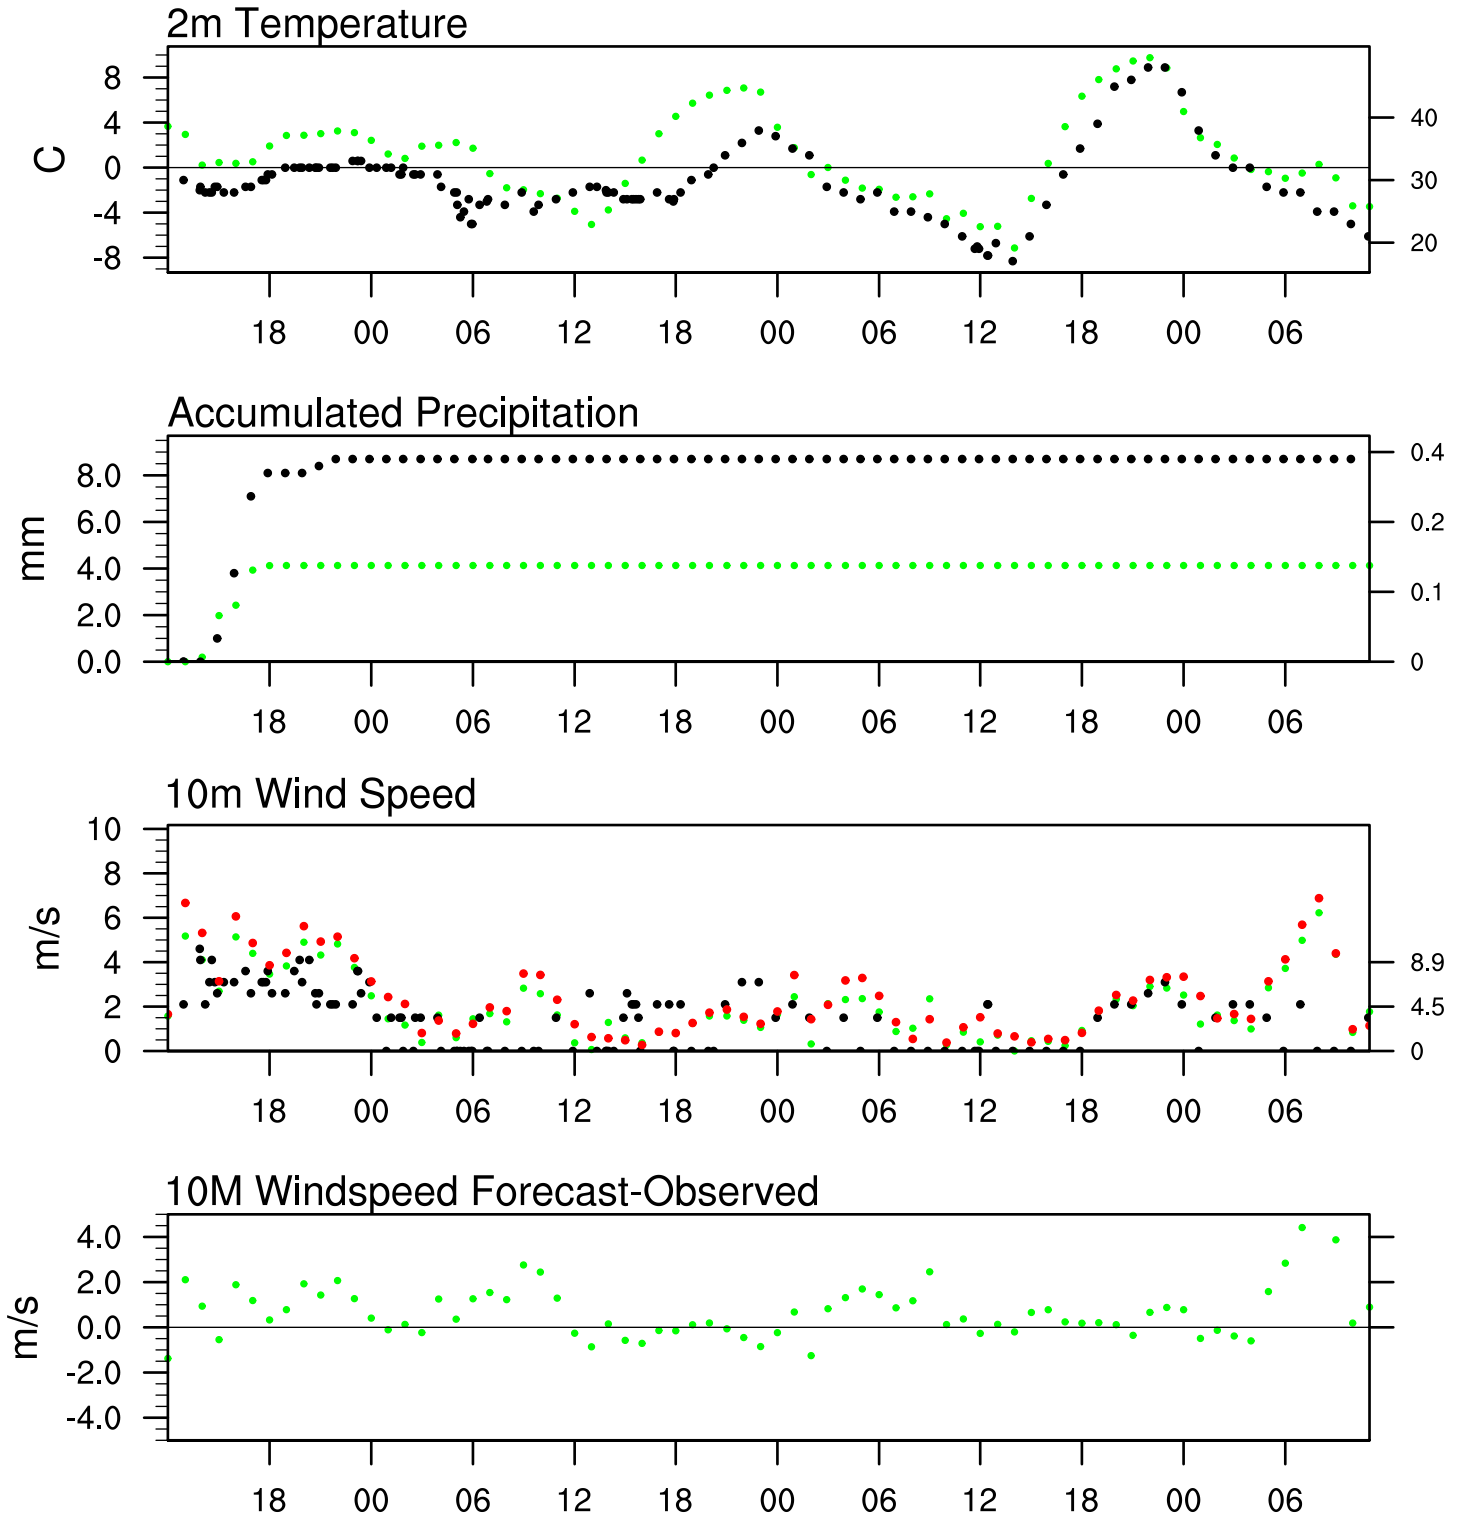 2m Temperature
C
8
4
0
-4
-8
40
30
20
18 00 06 12 18 00 06 12 18 00 06
Accumulated Precipitation
mm
8.0
6.0
4.0
2.0
0.0
0.4
0.2
0.1
0
18 00 06 12 18 00 06 12 18 00 06
10m Wind Speed
m/s
10
8
6
4
2
0
8.9
4.5
0
18 00 06 12 18 00 06 12 18 00 06
10M Windspeed Forecast-Observed
m/s
4.0
2.0
0.0
-2.0
-4.0
18 00 06 12 18 00 06 12 18 00 06